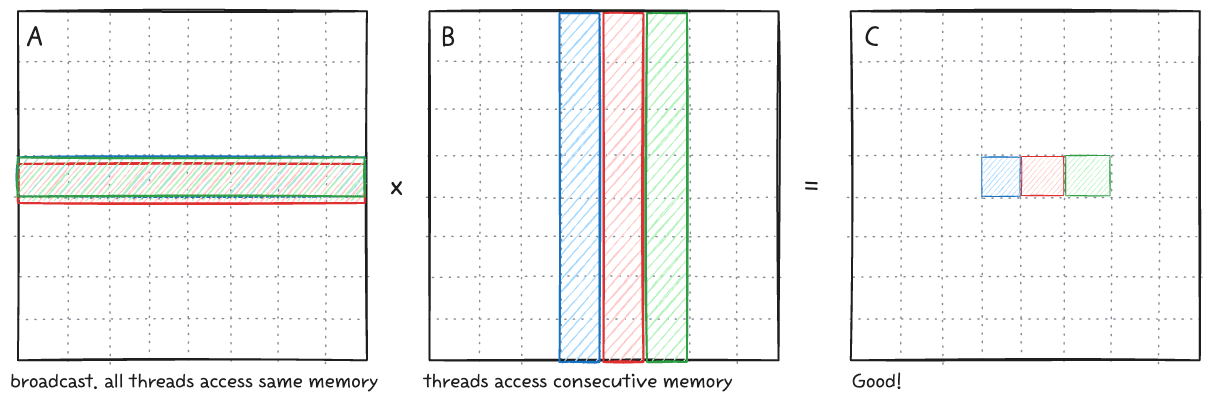 A
B
C
x
=
broadcast. all threads access same memory
threads access consecutive memory
Good!